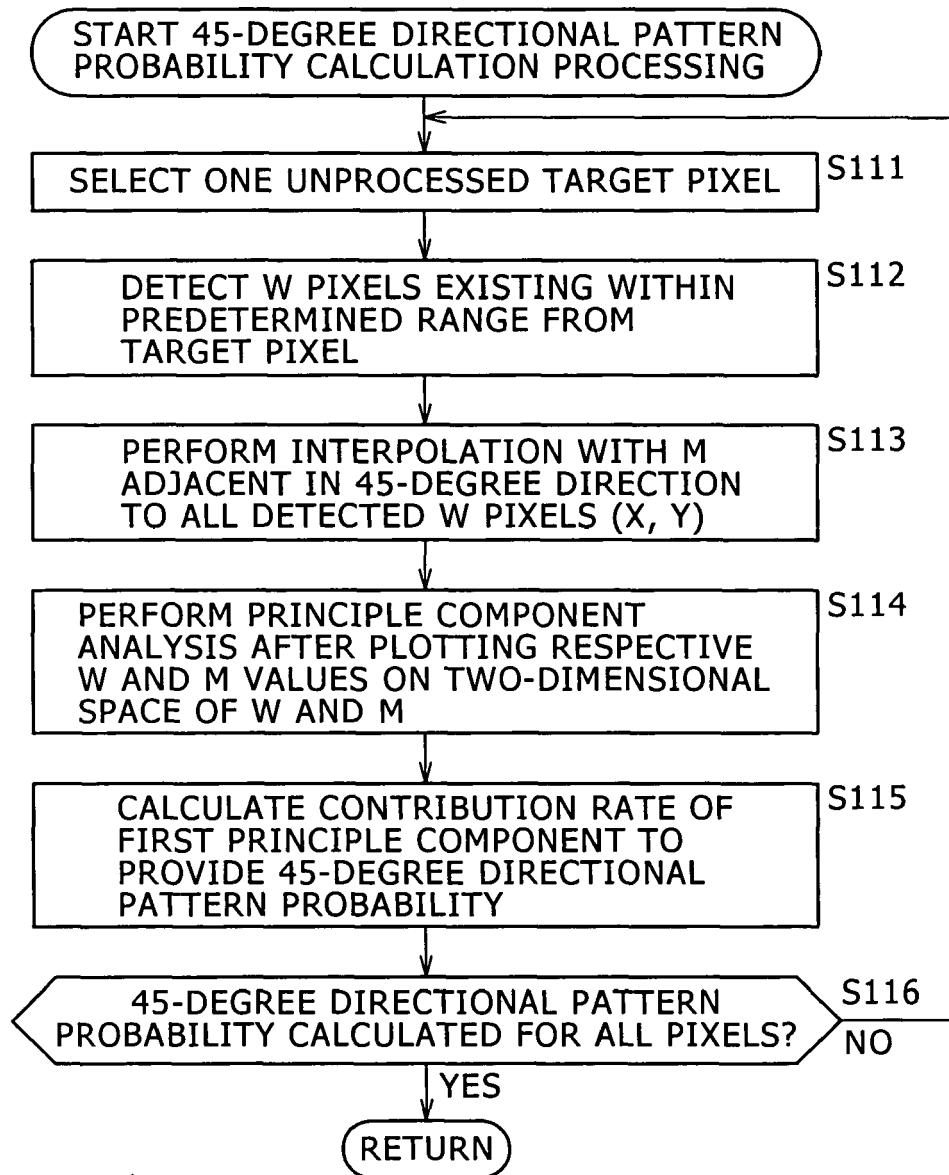 START 45-DEGREE DIRECTIONAL PATTERN
PROBABILITY CALCULATION PROCESSING
SELECT ONE UNPROCESSED TARGET PIXEL
S111
DETECT W PIXELS EXISTING WITHIN
PREDETERMINED RANGE FROM
TARGET PIXEL
S112
PERFORM INTERPOLATION WITH M
ADJACENT IN 45-DEGREE DIRECTION
TO ALL DETECTED W PIXELS (X, Y)
S113
PERFORM PRINCIPLE COMPONENT
ANALYSIS AFTER PLOTTING RESPECTIVE
W AND M VALUES ON TWO-DIMENSIONAL
SPACE OF W AND M
S114
CALCULATE CONTRIBUTION RATE OF
FIRST PRINCIPLE COMPONENT TO
PROVIDE 45-DEGREE DIRECTIONAL
PATTERN PROBABILITY
S115
45-DEGREE DIRECTIONAL PATTERN
PROBABILITY CALCULATED FOR ALL PIXELS?
S116
NO
YES
RETURN